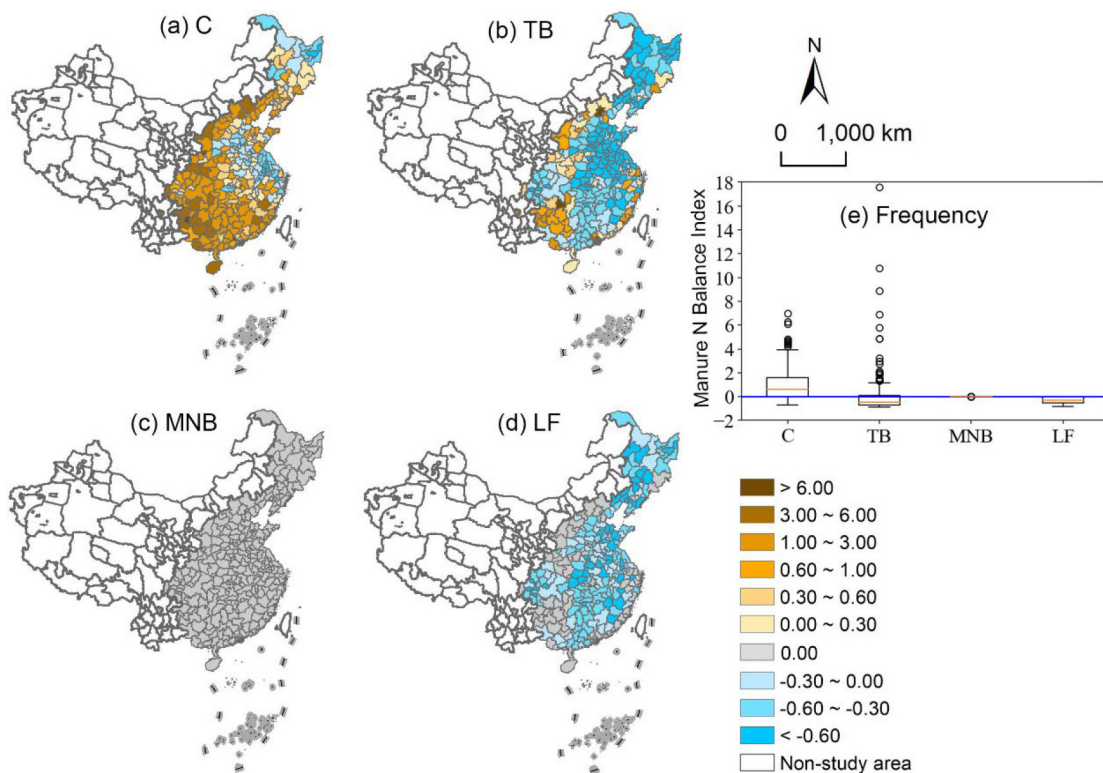 (a) C
(b) TB
N
0 1,000 km
(c) MNB
(d) LF
(e) Frequency
Manure N Balance Index
18
16
14
12
10
8
6
4
2
0
−2
C TB MNB LF
> 6.00
3.00 ~ 6.00
1.00 ~ 3.00
0.60 ~ 1.00
0.30 ~ 0.60
0.00 ~ 0.30
0.00
-0.30 ~ 0.00
-0.60 ~ -0.30
< -0.60
Non-study area